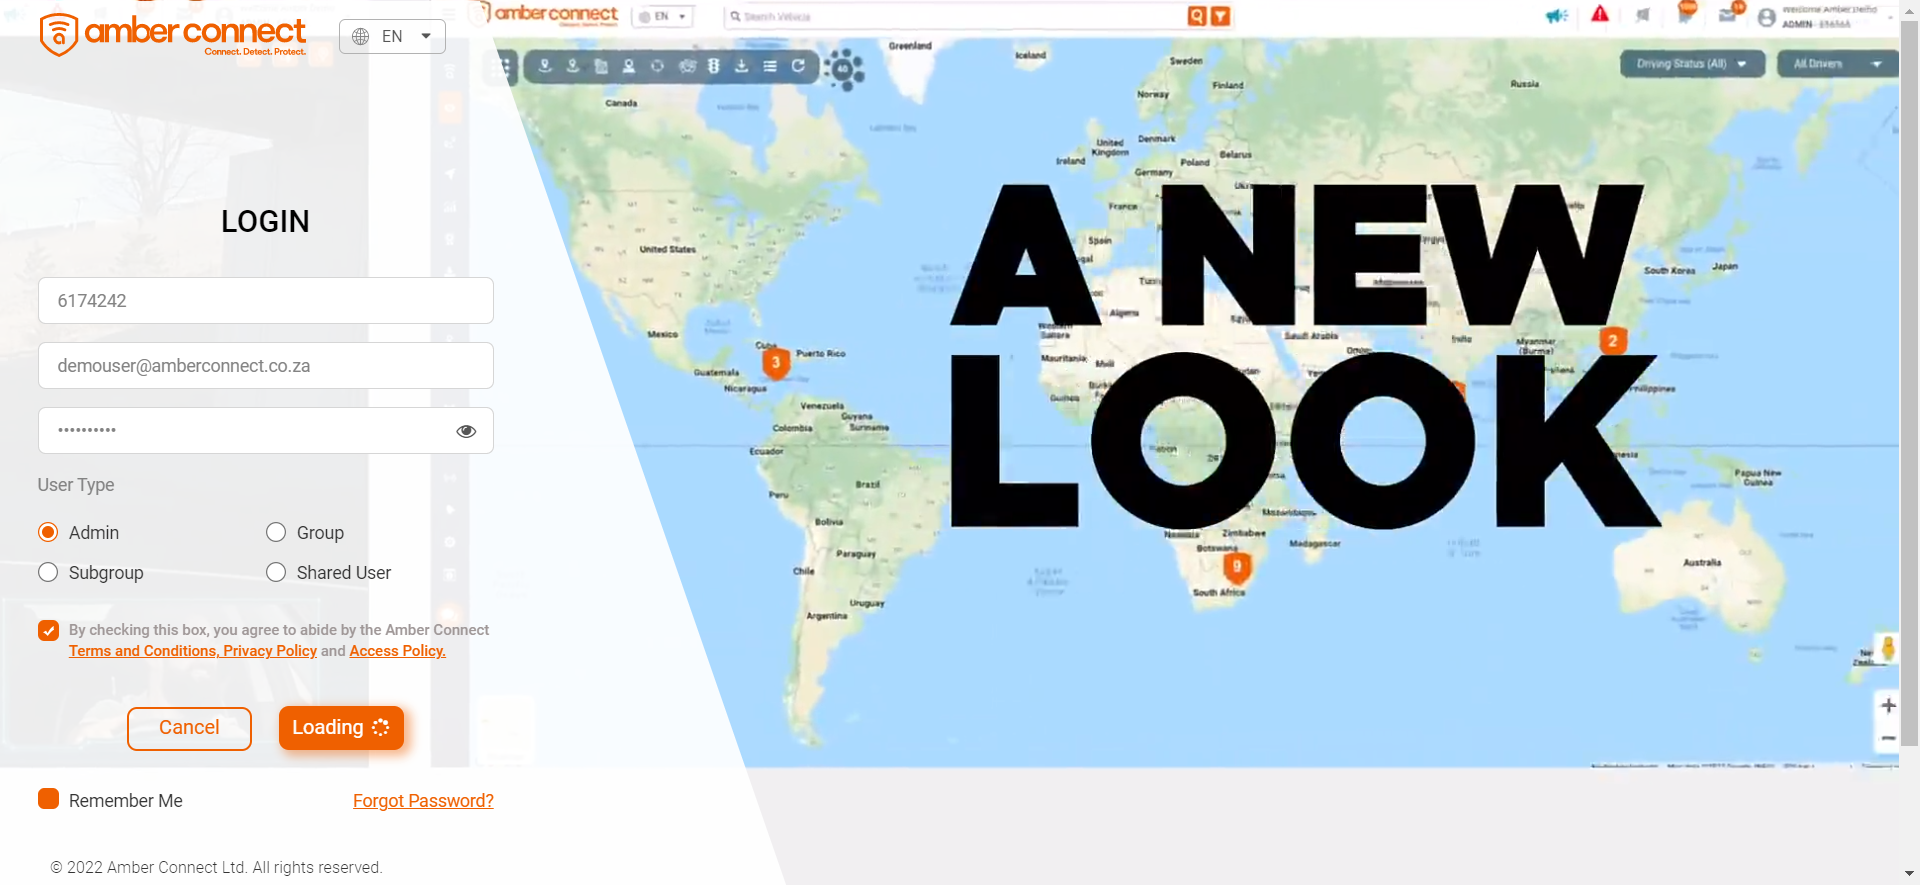 amber connect
Connect. Detect. Protect.
EN
LOGIN
6174242
demouser@amberconnect.co.za
••••••••••
User Type
Admin
Group
Subgroup
Shared User
By checking this box, you agree to abide by the Amber Connect
Terms and Conditions, Privacy Policy and Access Policy.
Cancel
Loading
Remember Me
Forgot Password?
© 2022 Amber Connect Ltd. All rights reserved.
amber connect
EN
Search Vehicle
Welcome Amber Demo
ADMIN -
40
Driving Status (All)
All Drivers
A NEW
LOOK
Greenland
Iceland
Sweden
Finland
Norway
Russia
Canada
United
Kingdom
Denmark
Ireland
Poland
Belarus
Germany
France
Spain
United States
South Korea
Japan
Mexico
Cuba
Puerto Rico
3
Guatemala
Nicaragua
Algeria
Saudi Arabia
India
Myanmar
(Burma)
2
Mauritania
Mali
Guinea
Philippines
Venezuela
Guyana
Colombia
Suriname
Ecuador
Brazil
Peru
Bolivia
Paraguay
Chile
Uruguay
Argentina
Papua New
Guinea
Zimbabwe
Botswana
Madagascar
9
South Africa
Australia